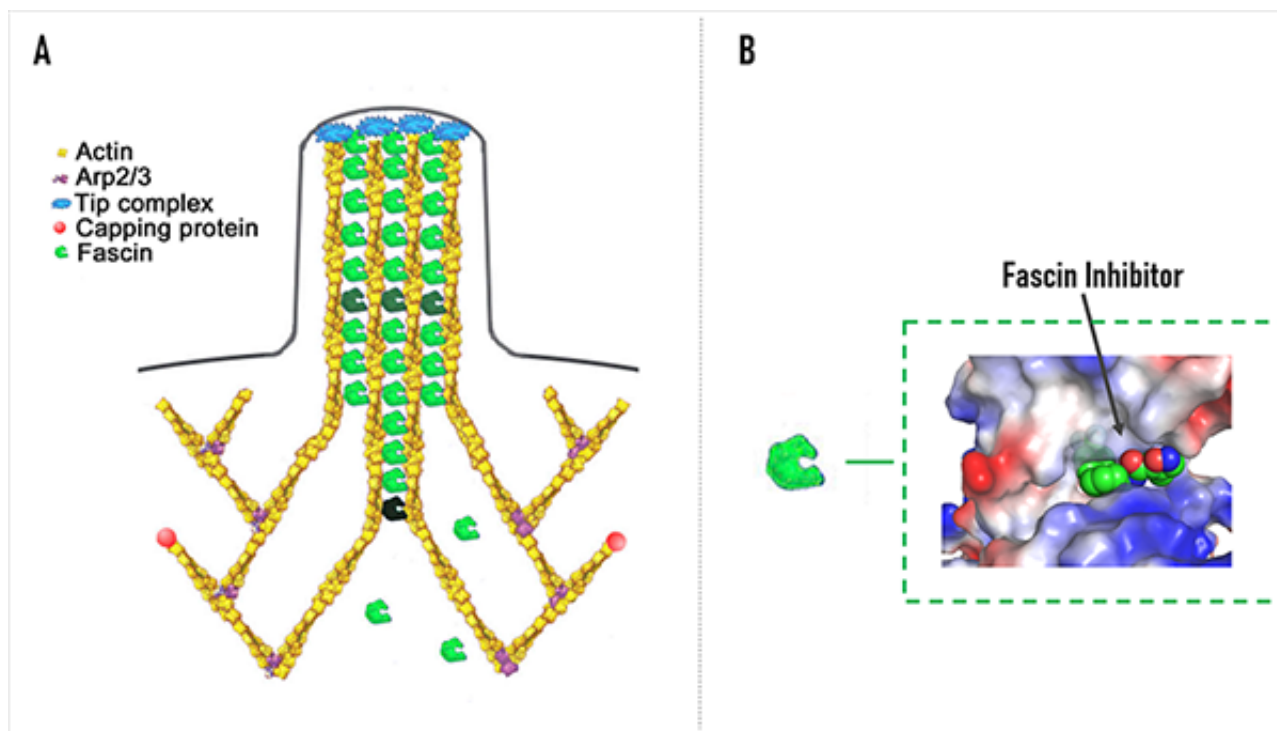 A
B
Actin
Arp2/3
Tip complex
Capping protein
Fascin
Fascin Inhibitor